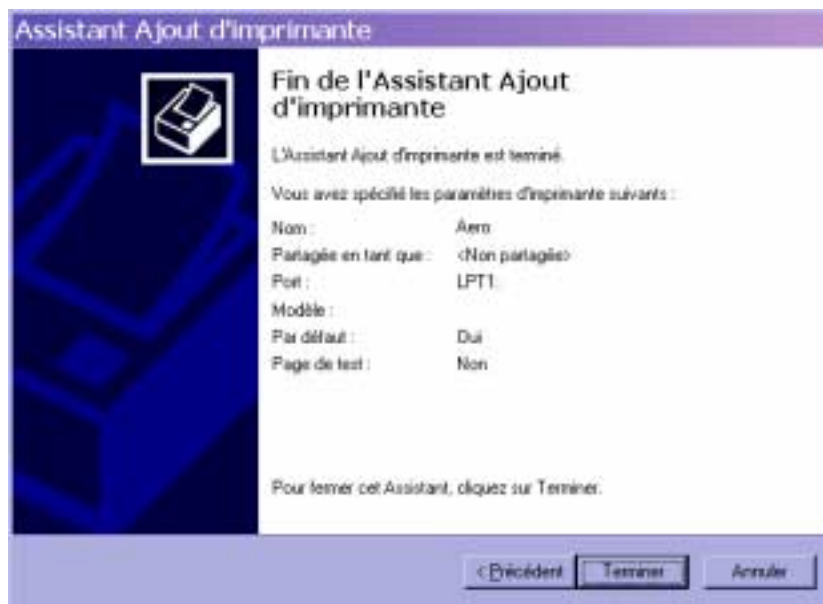 Assistant Ajout d'imprimante
Fin de l'Assistant Ajout
d'imprimante
L'Assistant Ajout d'imprimante est terminé.
Vous avez spécifié les paramètres d'imprimante suivants :
Nom : Aero
Partagée en tant que : <Non partagée>
Port : LPT1:
Modèle :
Par défaut : Oui
Page de test : Non
Pour fermer cet Assistant, cliquez sur Terminer.
< Précédent Terminer Annuler